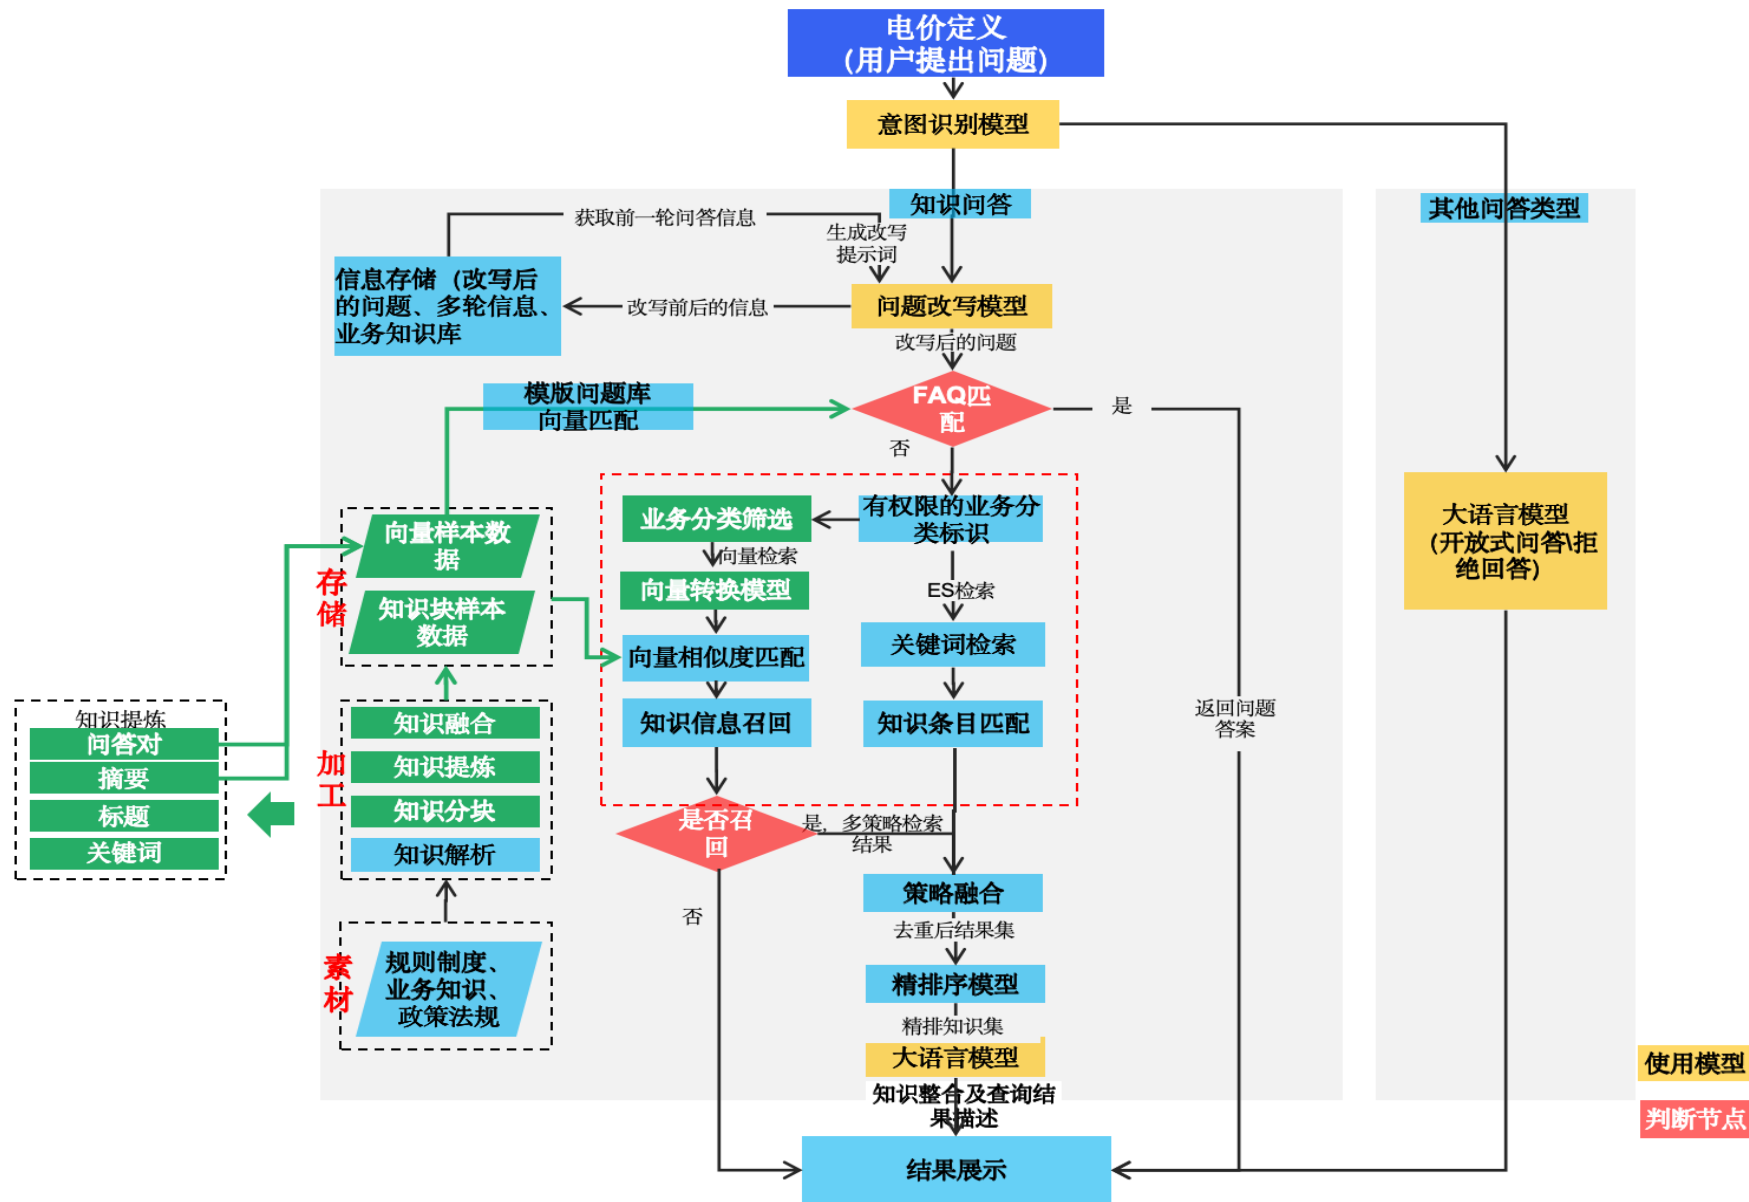 电价定义
（用户提出问题）
意图识别模型
知识问答
其他问答类型
获取前一轮问答信息
生成改写
提示词
信息存储（改写后
的问题、多轮信息、
业务知识库
改写前后的信息
问题改写模型
改写后的问题
模版问题库
向量匹配
FAQ匹
配
是
否
业务分类筛选
有权限的业务分
类标识
向量检索
向量转换模型
ES检索
向量相似度匹配
关键词检索
知识信息召回
知识条目匹配
大语言模型
（开放式问答\拒
绝回答）
向量样本数
据
存
储
知识块样本
数据
知识提炼
问答对
摘要
标题
关键词
加
工
知识融合
知识提炼
知识分块
知识解析
返回问题
答案
是否召
回
是，多策略检索
结果
否
策略融合
去重后结果集
素
材
规则制度、
业务知识、
政策法规
精排序模型
精排知识集
大语言模型
知识整合及查询结
果描述
结果展示
使用模型
判断节点